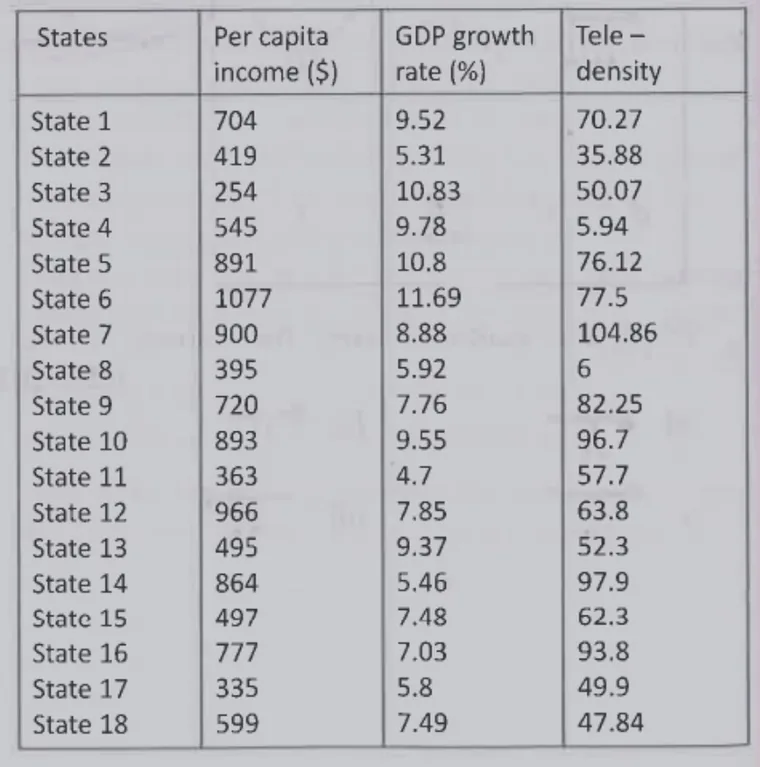 States Per capita income ($) GDP growth rate (%) Tele – density
State 1 704 9.52 70.27
State 2 419 5.31 35.88
State 3 254 10.83 50.07
State 4 545 9.78 5.94
State 5 891 10.8 76.12
State 6 1077 11.69 77.5
State 7 900 8.88 104.86
State 8 395 5.92 6
State 9 720 7.76 82.25
State 10 893 9.55 96.7
State 11 363 4.7 57.7
State 12 966 7.85 63.8
State 13 495 9.37 52.3
State 14 864 5.46 97.9
State 15 497 7.48 62.3
State 16 777 7.03 93.8
State 17 335 5.8 49.9
State 18 599 7.49 47.84